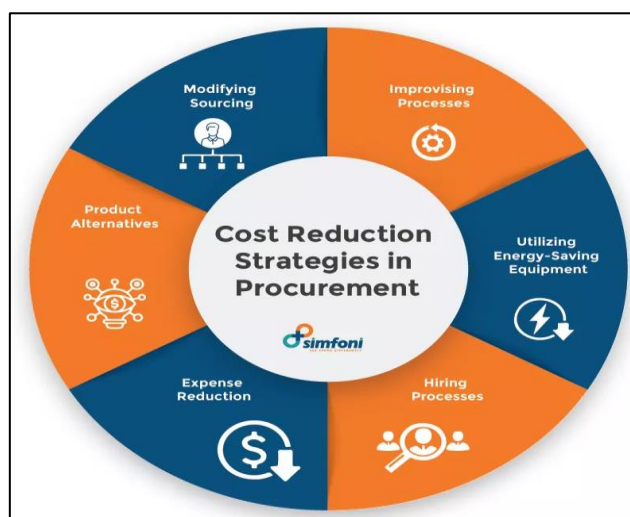 Modifying
Sourcing
Improvising
Processes
Product
Alternatives
Cost Reduction
Strategies in
Procurement
simfoni
Utilizing
Energy-Saving
Equipment
Expense
Reduction
Hiring
Processes